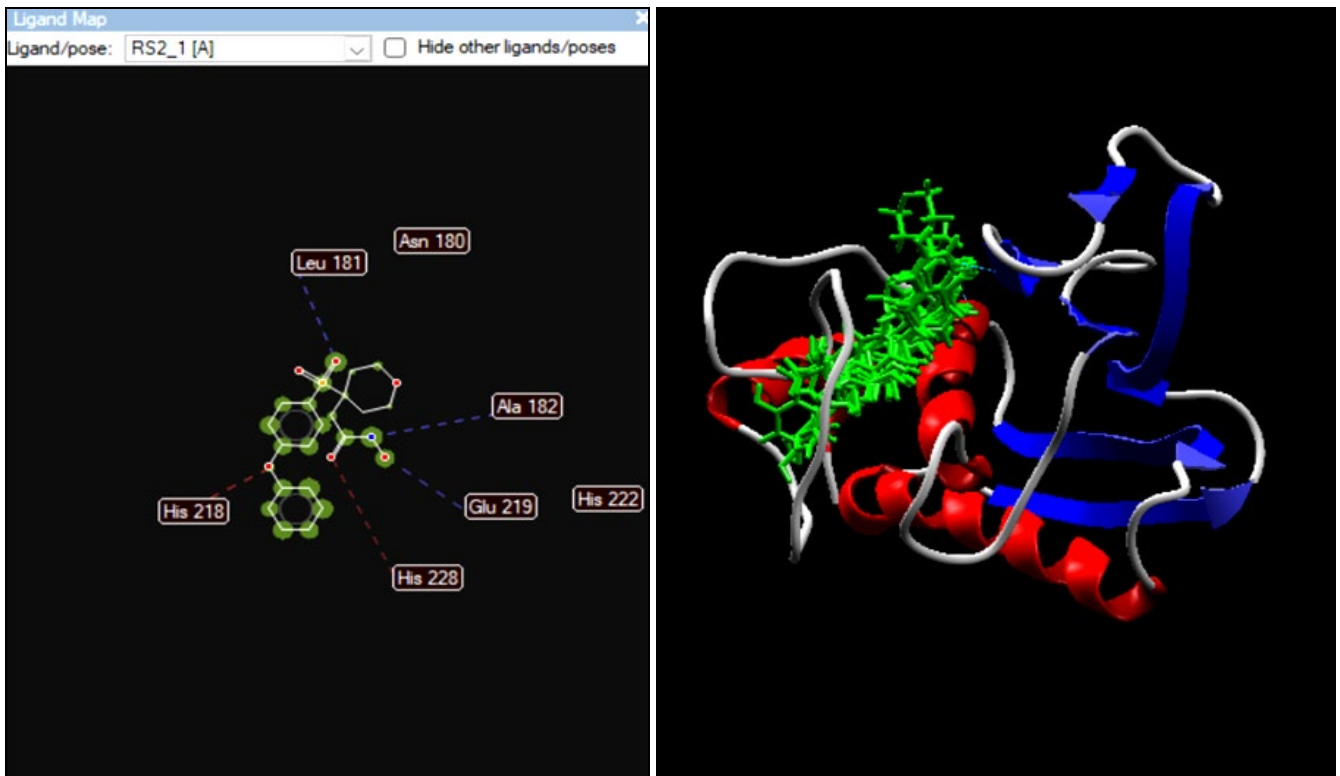 Ligand Map
Ligand/pose: RS2_1 [A] Hide other ligands/poses
Asn 180
Leu 181
Ala 182
His 218
Glu 219
His 222
His 228